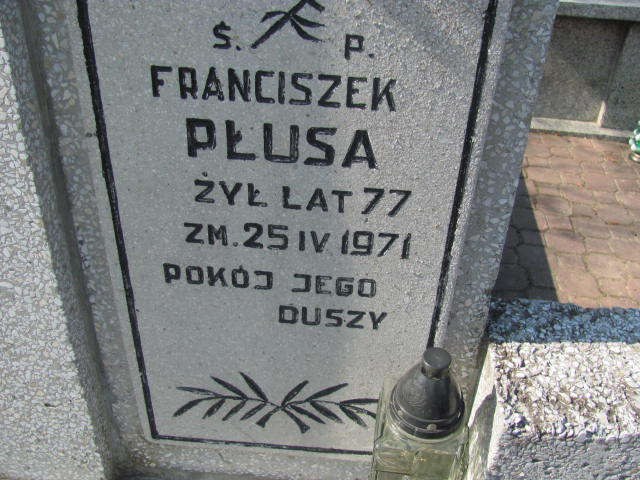 Ś. P.
FRANCISZEK
PŁUSA
ŻYŁ LAT 77
ZM. 25 IV 1971
POKÓJ JEGO
DUSZY